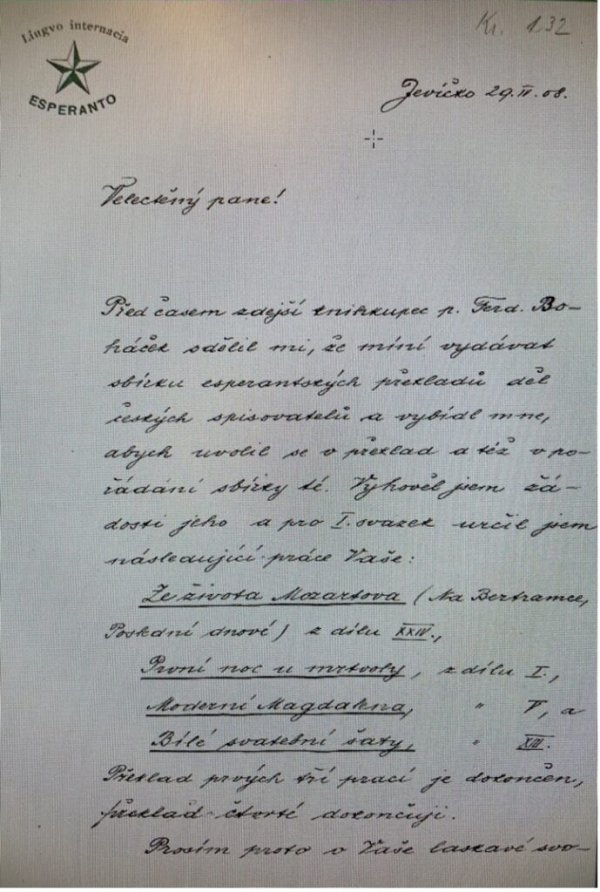 Lingvo internacia
ESPERANTO
Kr. 132
Jevíčko 29. II. 08.
Velectěný pane!
Před časem zdejší knihkupec p. Ferd. Bo-
háček sdělil mi, že míní vydávat
sbírku esperantských překladů děl
českých spisovatelů a vybídl mne,
abych uvolil se v překlad a též v po-
řádání sbírky té. Vyhověl jsem žá-
dosti jeho a pro I. svazek určil jsem
následující práce Vaše:
Ze života Mozartova (Na Bertramce,
Poslední dnové) z dílu XXIV.,
První noc u mrtvoly, z dílu I.,
Moderní Magdalena, " V, a
Bílé svatební šaty, " XIII.
Překlad prvých tří prací je dokončen,
překlad čtvrté dokončuji.
Prosím proto o Vaše laskavé svo-